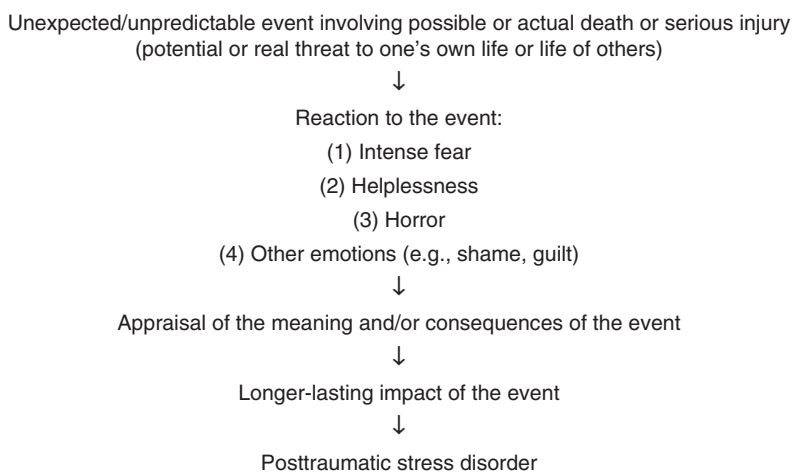 Unexpected/unpredictable event involving possible or actual death or serious injury
(potential or real threat to one’s own life or life of others)
↓
Reaction to the event:
(1) Intense fear
(2) Helplessness
(3) Horror
(4) Other emotions (e.g., shame, guilt)
↓
Appraisal of the meaning and/or consequences of the event
↓
Longer-lasting impact of the event
↓
Posttraumatic stress disorder